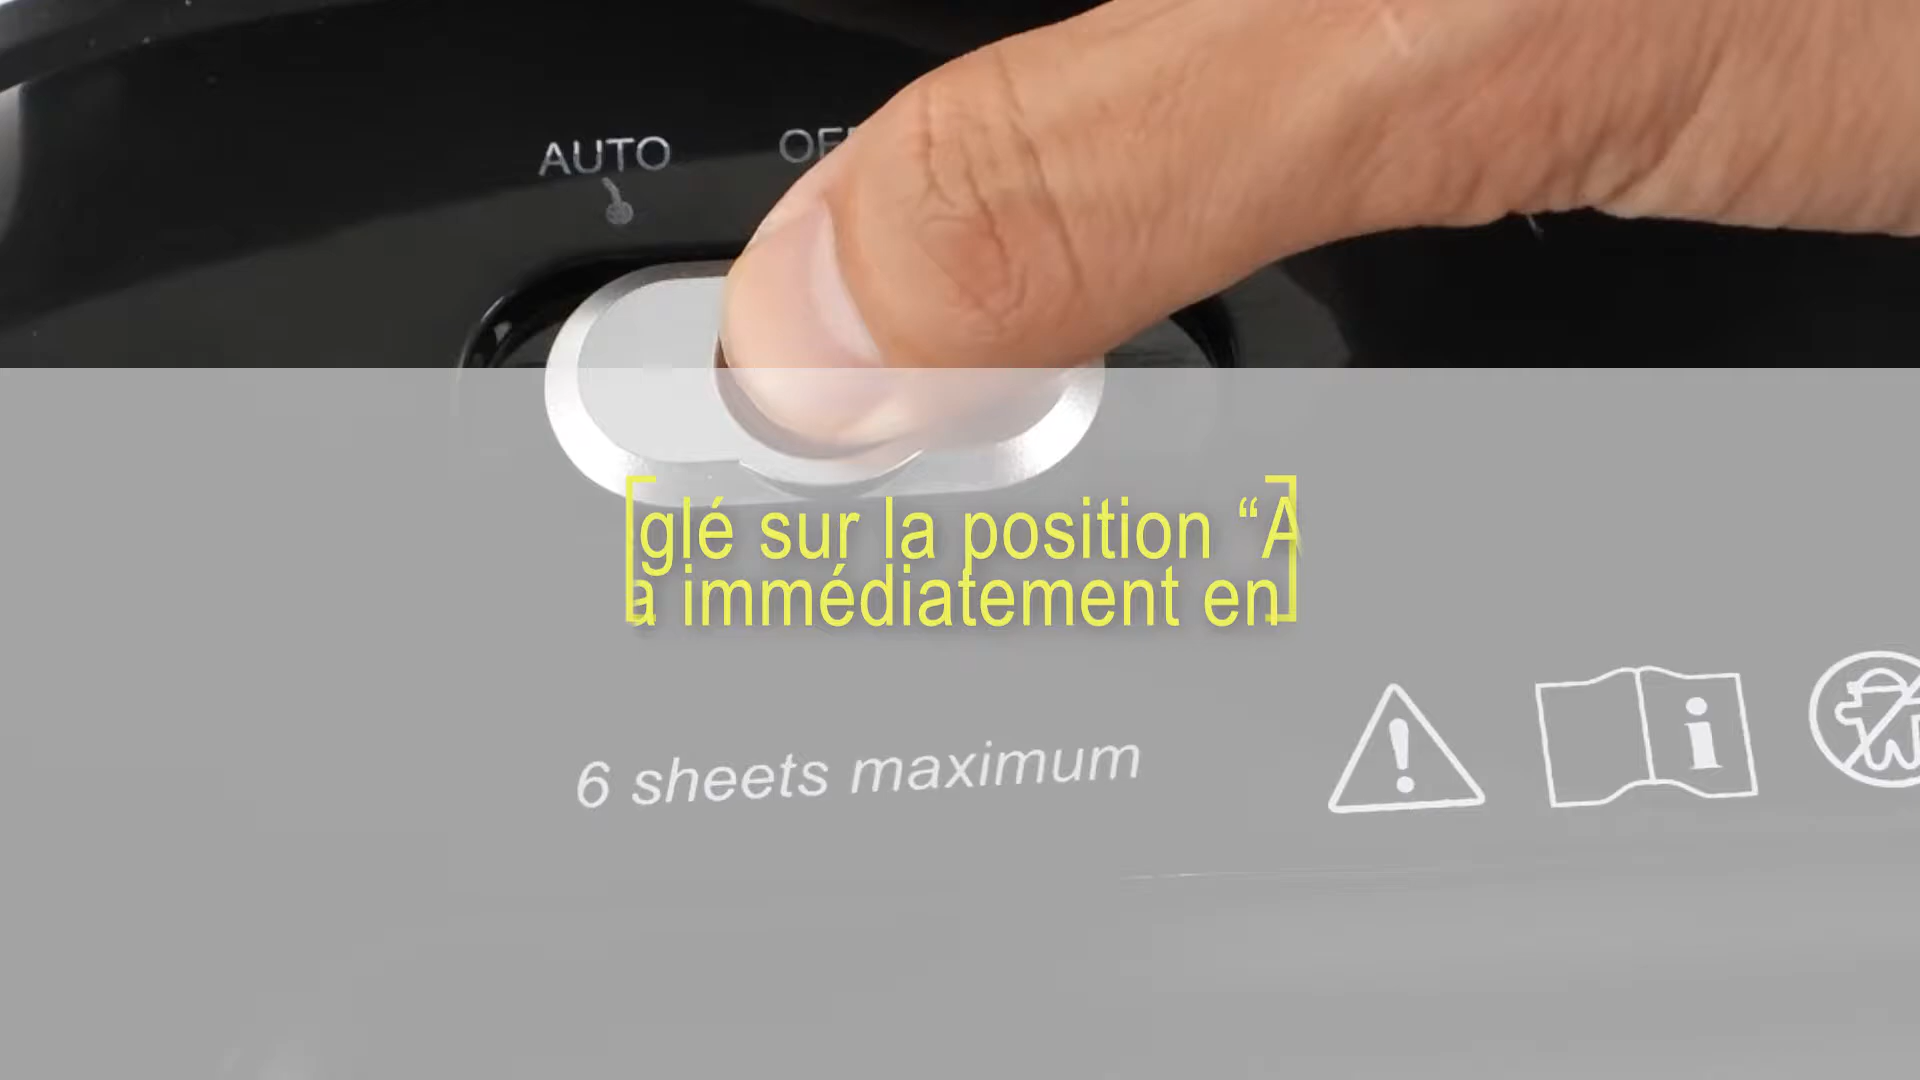 AUTO
glé sur la position “A
a immédiatement en
6 sheets maximum